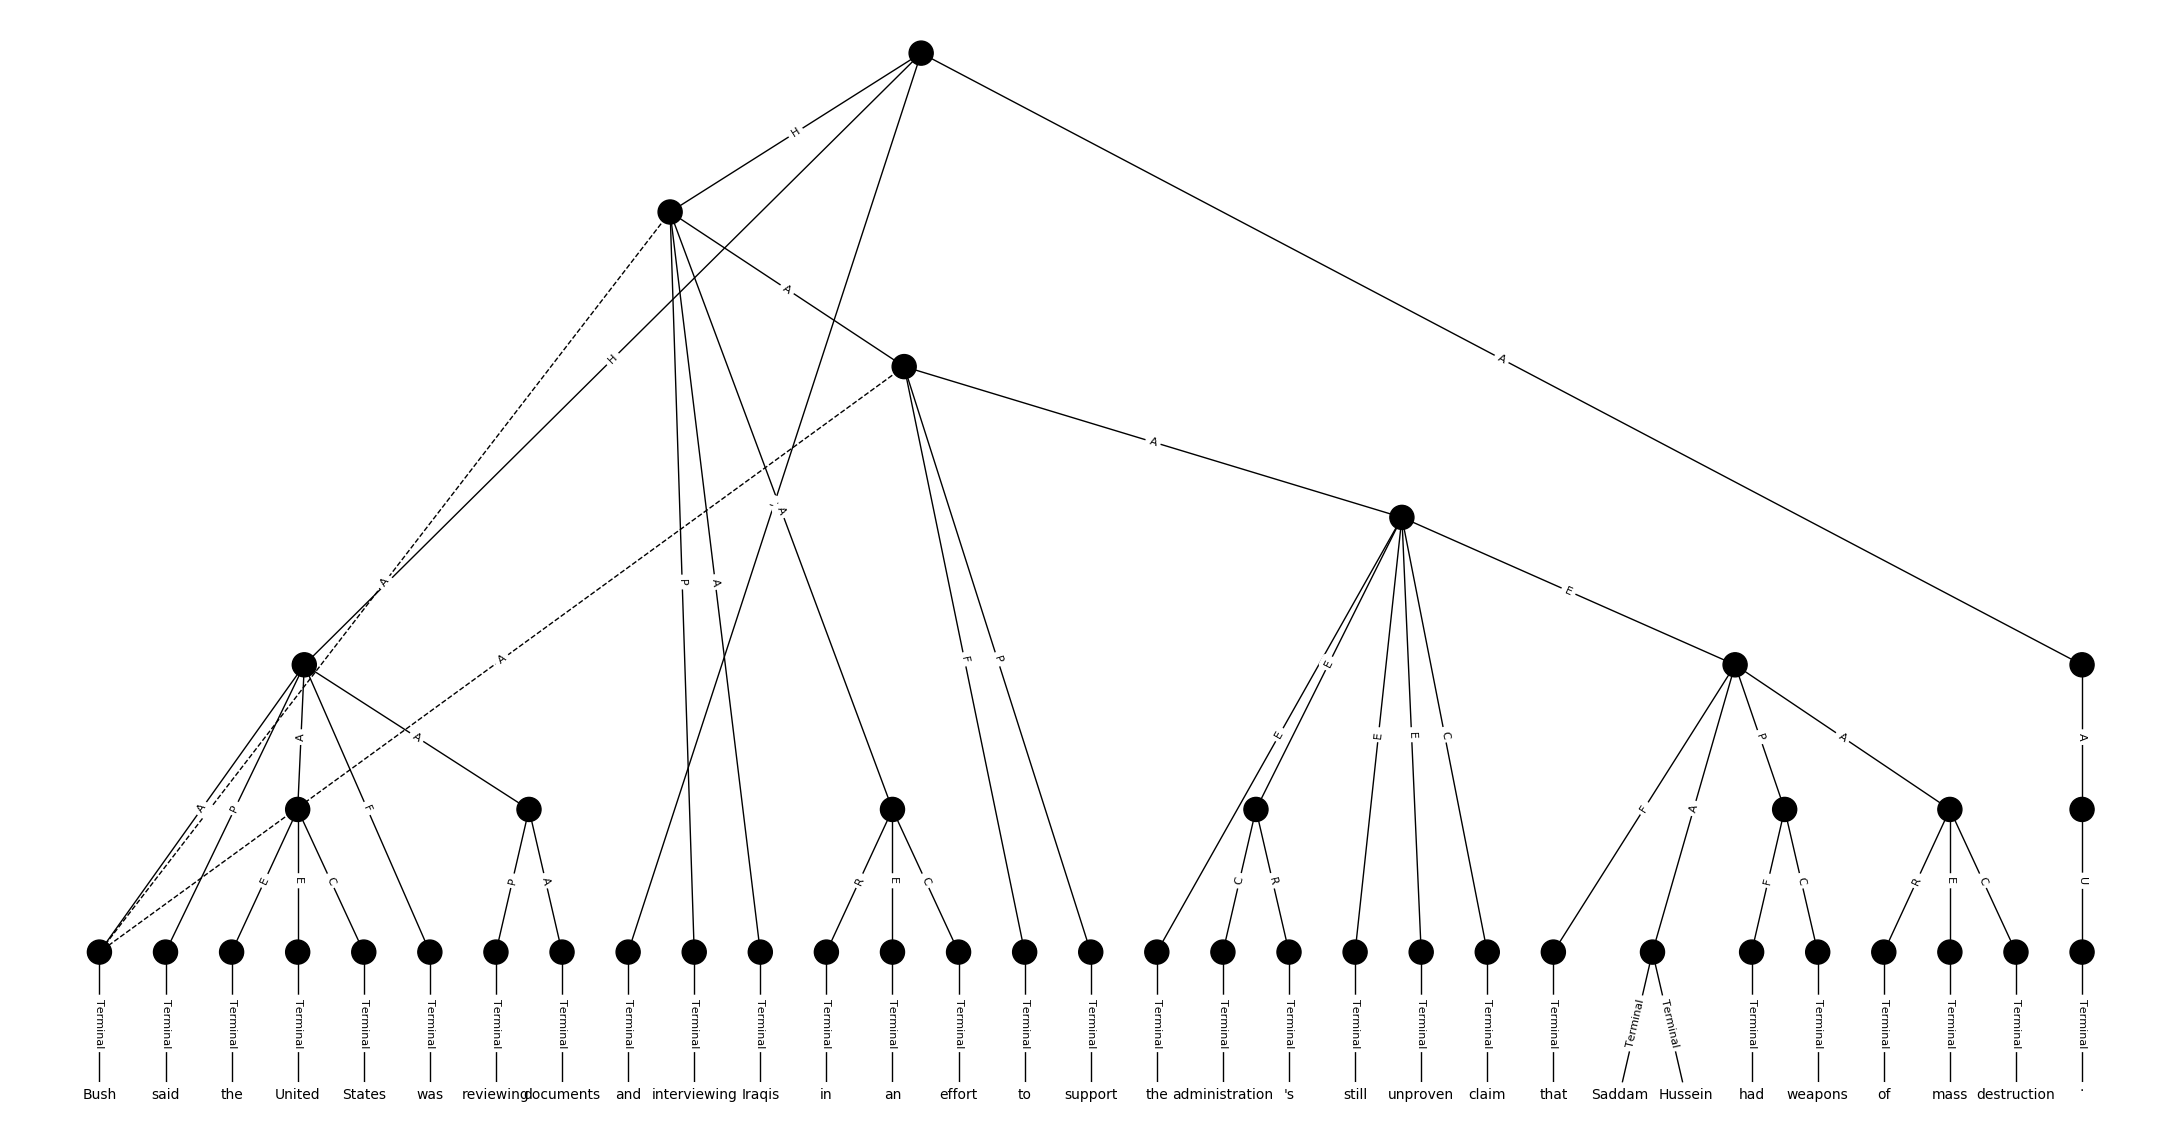 H
A
H
A
A
A
A
P
A
E
A
E
F
P
E
A
A
E
E
C
P
A
A
P
F
F
A
E
E
C
P
A
R
E
C
C
R
F
C
R
E
C
U
Terminal Terminal Terminal Terminal Terminal Terminal Terminal Terminal Terminal Terminal Terminal Terminal Terminal Terminal Terminal Terminal Terminal Terminal Terminal Terminal Terminal Terminal Terminal Terminal Terminal Terminal Terminal Terminal Terminal Terminal Terminal
Bush said the United States was reviewing documents and interviewing Iraqis in an effort to support the administration 's still unproven claim that Saddam Hussein had weapons of mass destruction .